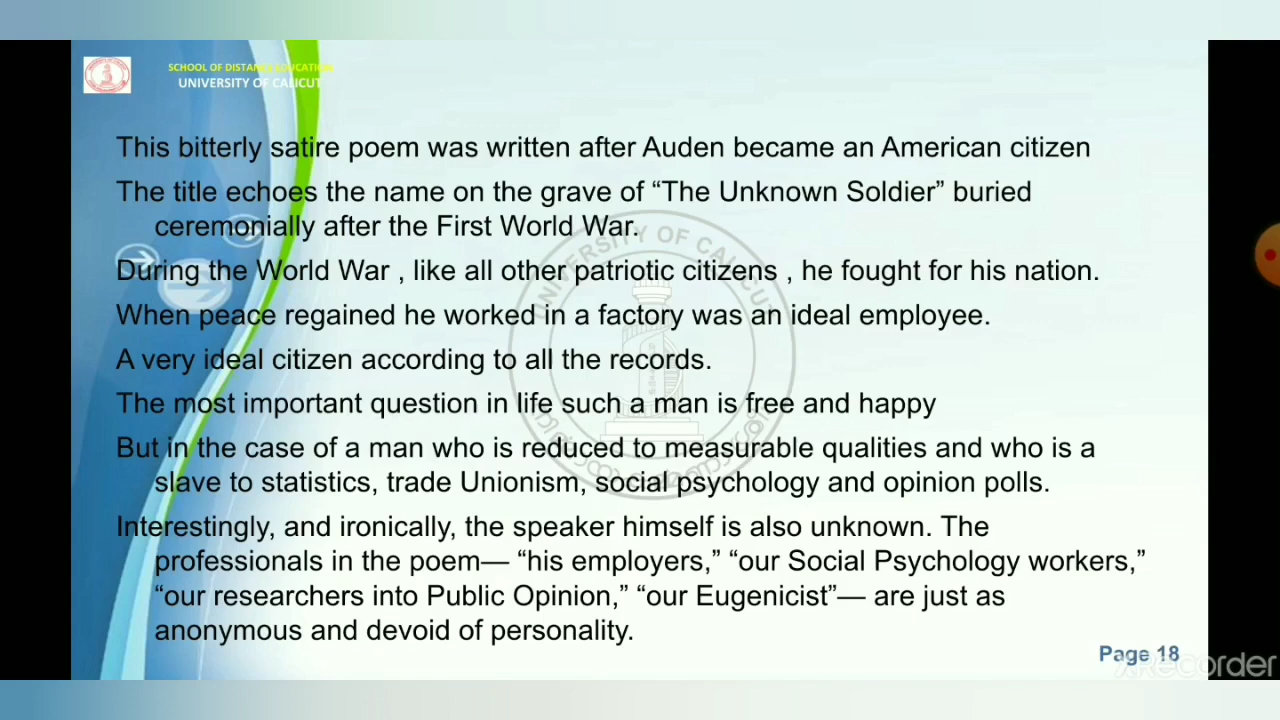 SCHOOL OF DISTANCE EDUCATION
UNIVERSITY OF CALICUT
This bitterly satire poem was written after Auden became an American citizen
The title echoes the name on the grave of “The Unknown Soldier” buried
ceremonially after the First World War.
During the World War , like all other patriotic citizens , he fought for his nation.
When peace regained he worked in a factory was an ideal employee.
A very ideal citizen according to all the records.
The most important question in life such a man is free and happy
But in the case of a man who is reduced to measurable qualities and who is a
slave to statistics, trade Unionism, social psychology and opinion polls.
Interestingly, and ironically, the speaker himself is also unknown. The
professionals in the poem— “his employers,” “our Social Psychology workers,”
“our researchers into Public Opinion,” “our Eugenicist”— are just as
anonymous and devoid of personality.
UNIVERSITY OF CALICUT
Page 18
XRecorder